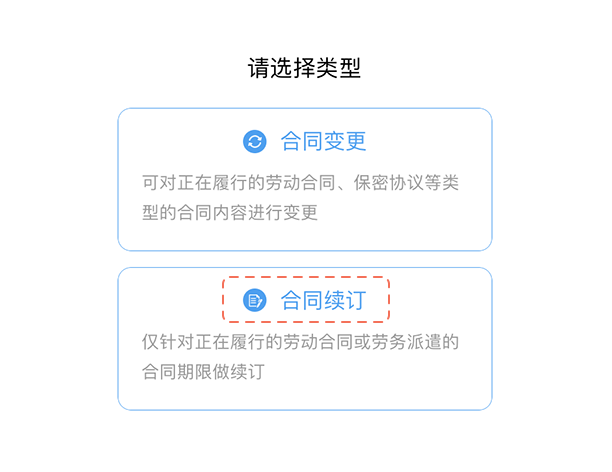 请选择类型
合同变更
可对正在履行的劳动合同、保密协议等类
型的合同内容进行变更
合同续订
仅针对正在履行的劳动合同或劳务派遣的
合同期限做续订